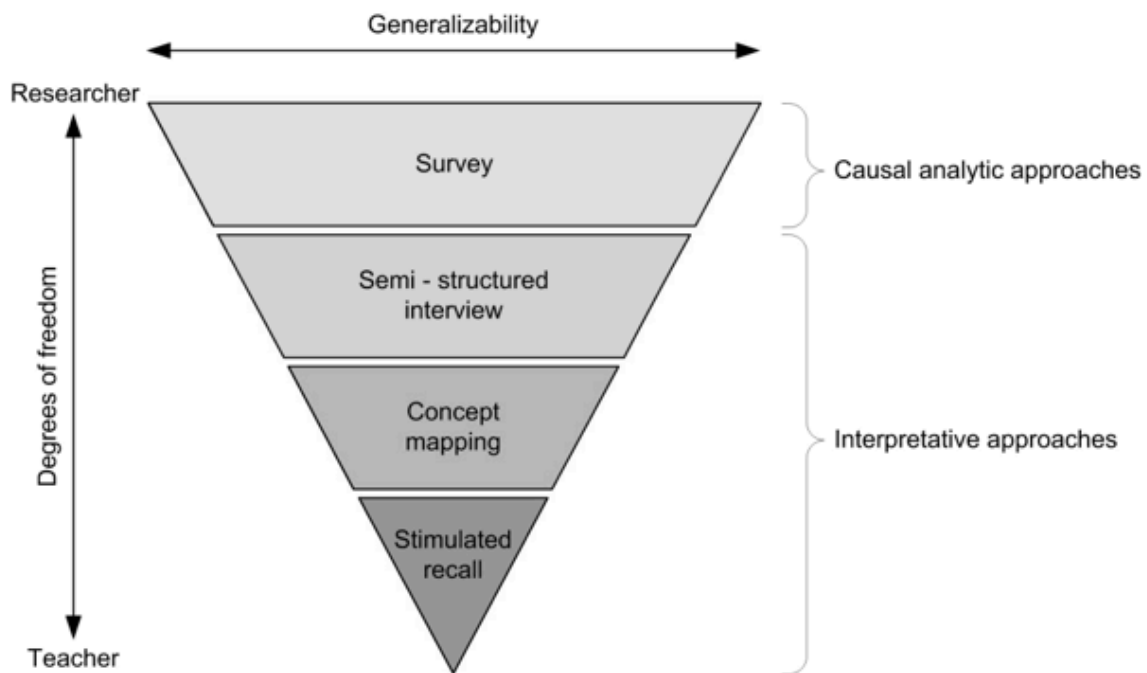 Generalizability
Researcher
Survey
Causal analytic approaches
Semi - structured
interview
Degrees of freedom
Concept
mapping
Interpretative approaches
Stimulated
recall
Teacher